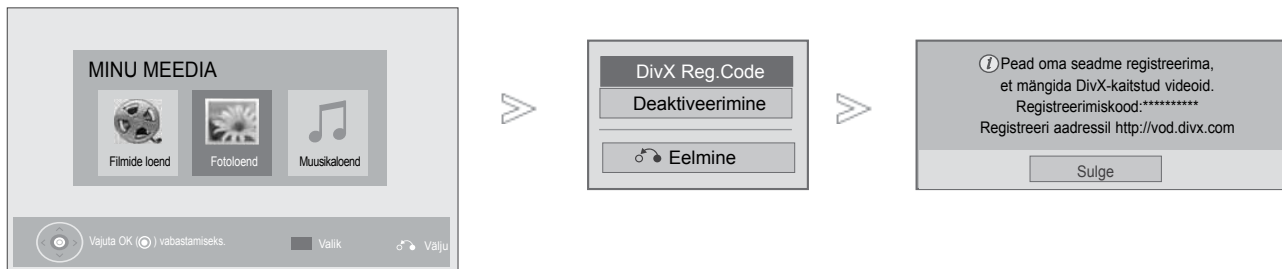 MINU MEEDIA
Filmide loend
Fotoloend
Muusikaloend
Vajuta OK (◉) vabastamiseks.
Valik
Välju
DivX Reg.Code
Deaktiveerimine
Eelmine
i Pead oma seadme registreerima,
et mängida DivX-kaitstud videoid.
Registreerimiskood:**********
Registreeri aadressil http://vod.divx.com
Sulge